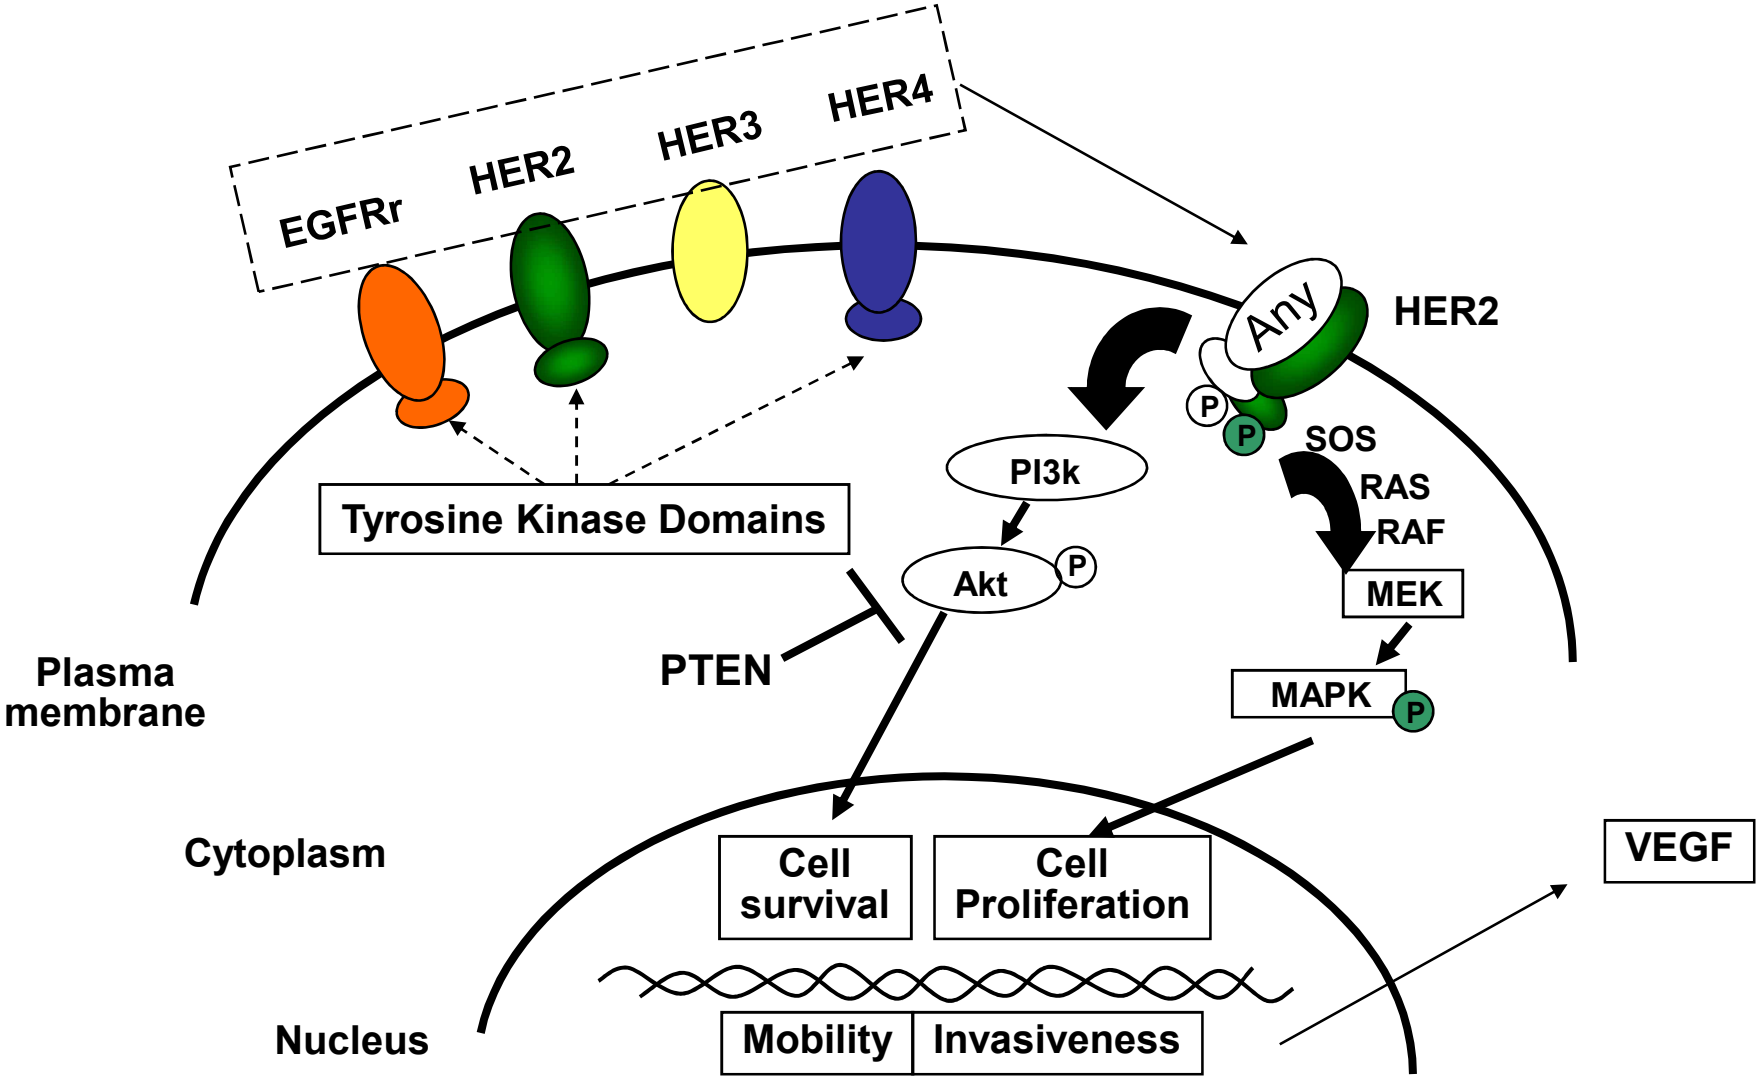 EGFRr
HER2
HER3
HER4
Any
HER2
P
P
SOS
RAS
RAF
PI3k
Tyrosine Kinase Domains
Akt
P
MEK
PTEN
MAPK
P
Plasma
membrane
Cytoplasm
Cell
survival
Cell
Proliferation
VEGF
Nucleus
Mobility
Invasiveness